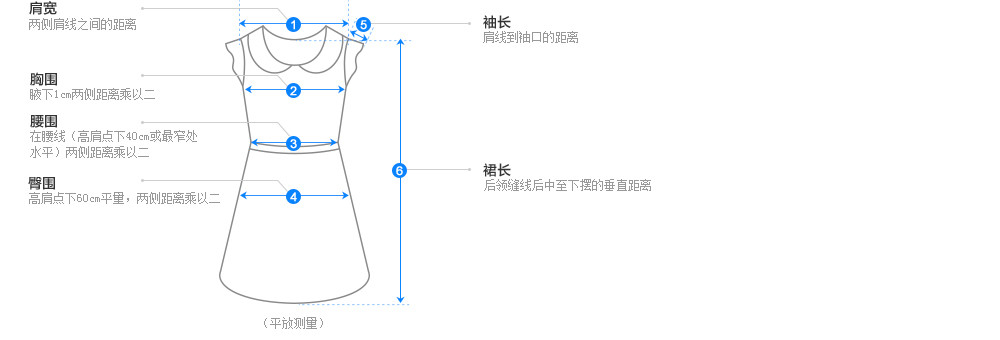 肩宽
两侧肩线之间的距离
1
5
袖长
肩线到袖口的距离
胸围
腋下1cm两侧距离乘以二
2
腰围
在腰线（高肩点下40cm或最窄处
水平）两侧距离乘以二
3
6
裙长
后领缝线后中至下摆的垂直距离
臀围
高肩点下60cm平量，两侧距离乘以二
4
（平放测量）